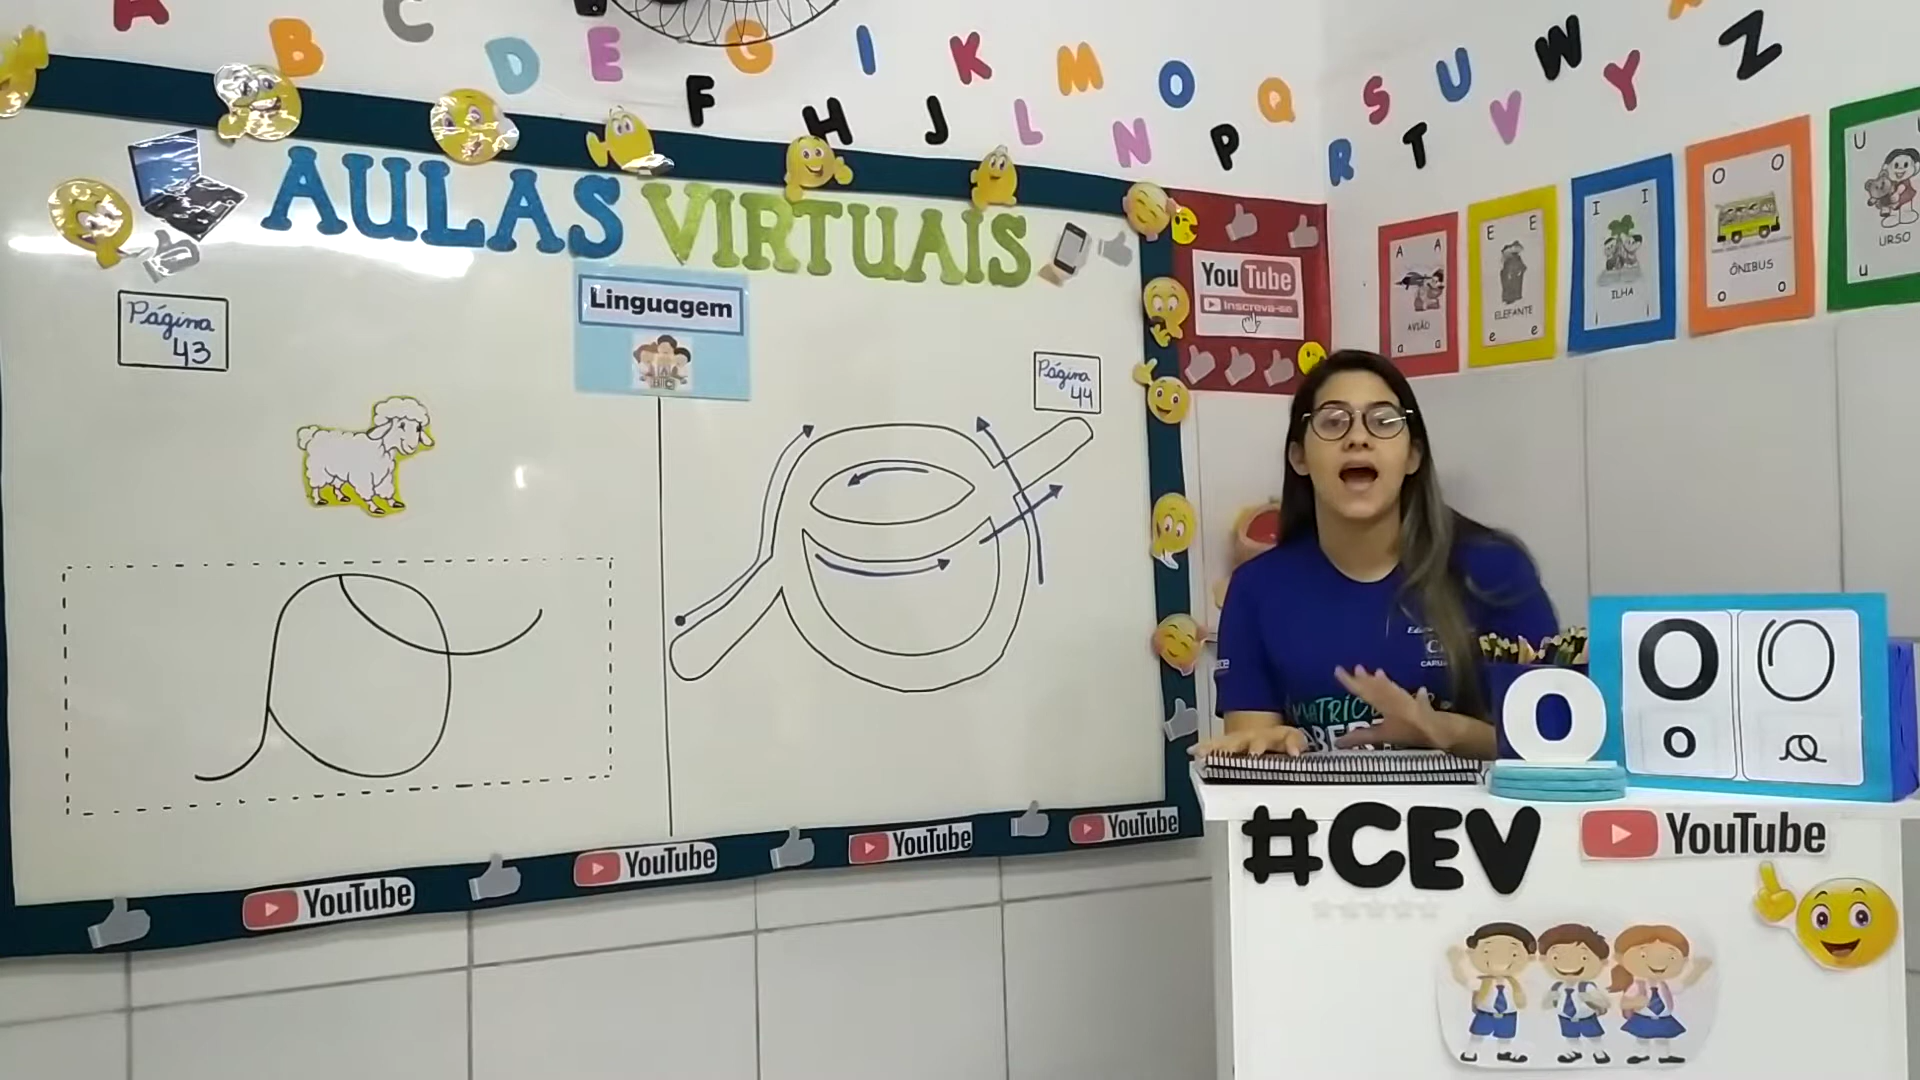 A B C D E F G H I J K L M N O P Q R S T U V W Y Z
AULAS VIRTUAIS
Linguagem
Página
43
Página
44
YouTube
Inscreva-se
A A
AVIÃO
a a
E E
ELEFANTE
e e
I I
ILHA
O O
ÔNIBUS
o o
U
URSO
u
O O
o o
O
#CEV
YouTube
YouTube
YouTube
YouTube
YouTube